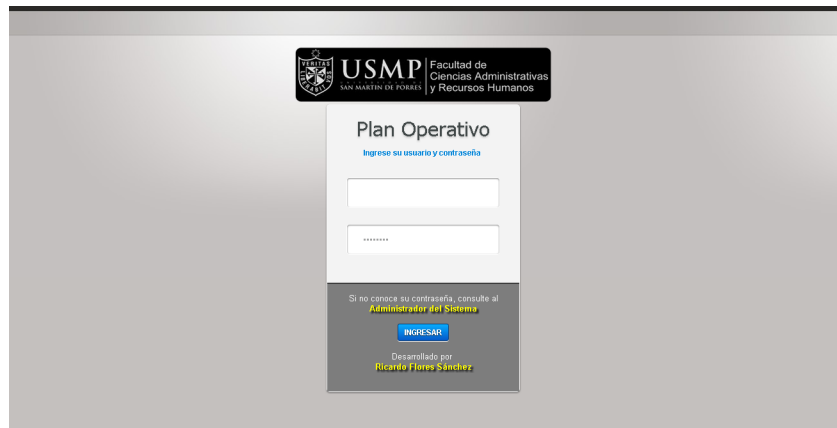 VERITAS
USMP
SAN MARTIN DE PORRES
Facultad de
Ciencias Administrativas
y Recursos Humanos
Plan Operativo
Ingrese su usuario y contraseña
••••••••
Si no conoce su contraseña, consulte al
Administrador del Sistema
INGRESAR
Desarrollado por
Ricardo Flores Sánchez